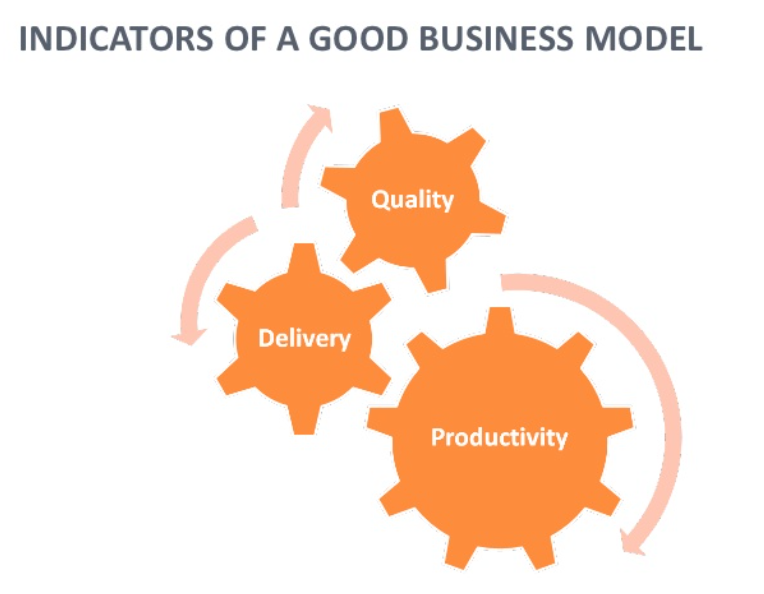 INDICATORS OF A GOOD BUSINESS MODEL
Quality
Delivery
Productivity